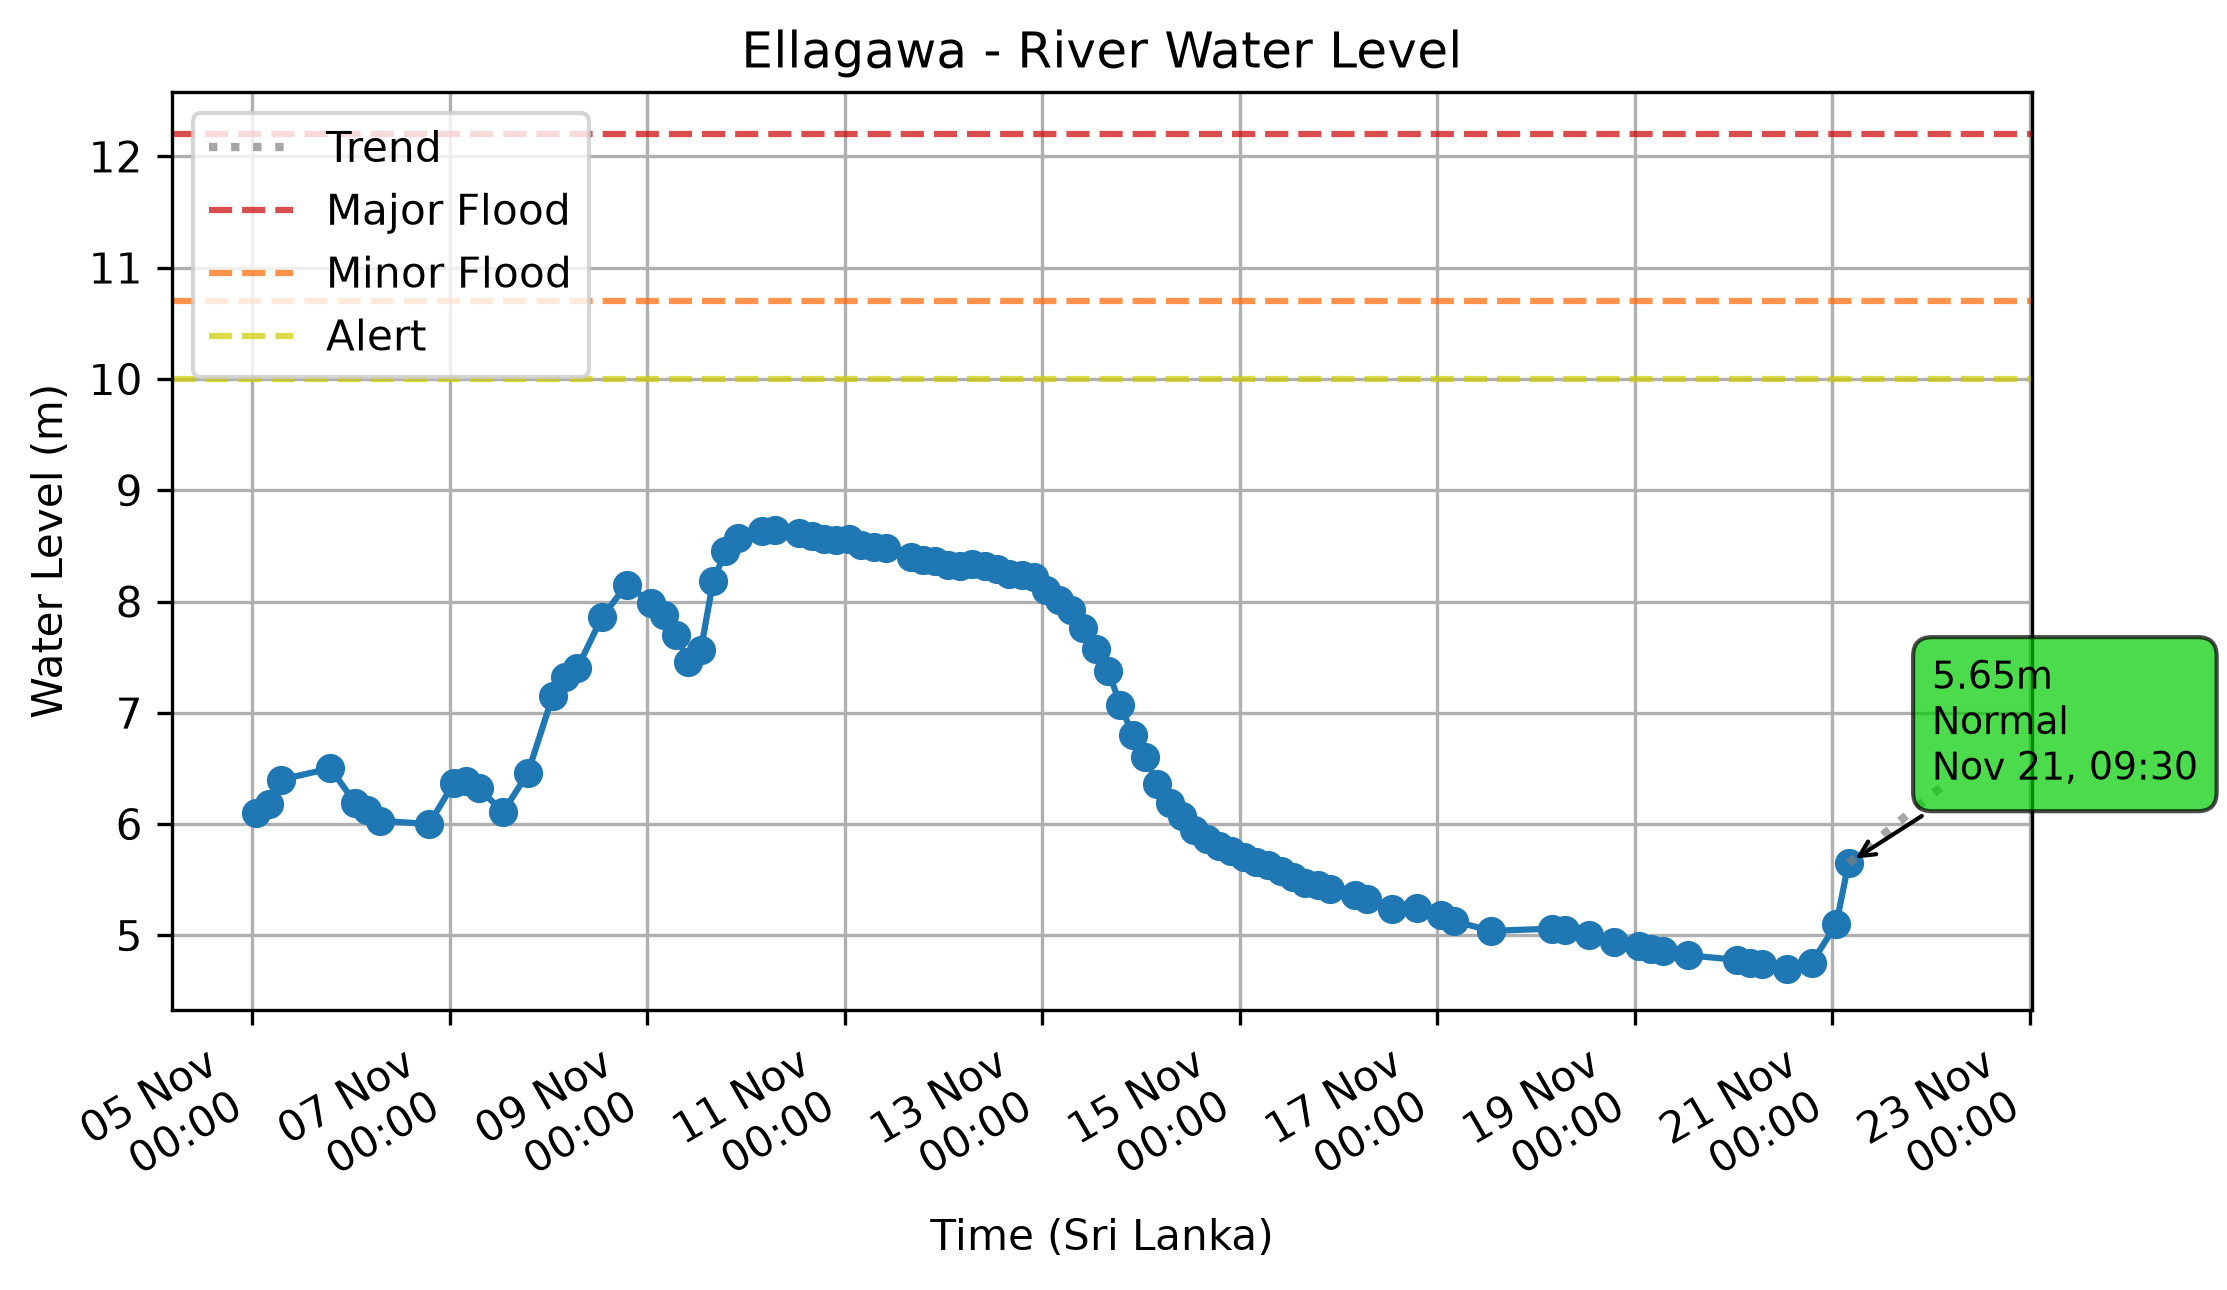 Ellagawa - River Water Level
Trend
Major Flood
Minor Flood
Alert
12
11
10
9
8
7
6
5
Water Level (m)
5.65m
Normal
Nov 21, 09:30
05 Nov
00:00
07 Nov
00:00
09 Nov
00:00
11 Nov
00:00
13 Nov
00:00
15 Nov
00:00
17 Nov
00:00
19 Nov
00:00
21 Nov
00:00
23 Nov
00:00
Time (Sri Lanka)